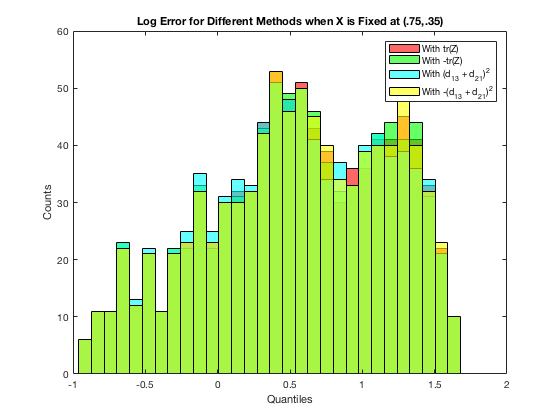 Log Error for Different Methods when X is Fixed at (.75,.35)
60
50
40
30
20
10
0
Counts
-1
-0.5
0
0.5
1
1.5
2
Quantiles
With tr(Z)
With -tr(Z)
With (d13 + d21)2
With -(d13 + d21)2